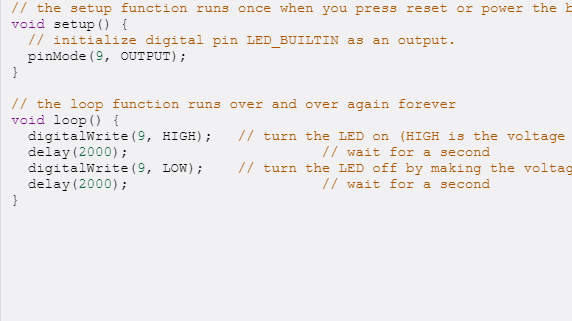 // the setup function runs once when you press reset or power the b
void setup() {
  // initialize digital pin LED_BUILTIN as an output.
  pinMode(9, OUTPUT);
}

// the loop function runs over and over again forever
void loop() {
  digitalWrite(9, HIGH);   // turn the LED on (HIGH is the voltage
  delay(2000);                       // wait for a second
  digitalWrite(9, LOW);    // turn the LED off by making the voltag
  delay(2000);                       // wait for a second
}